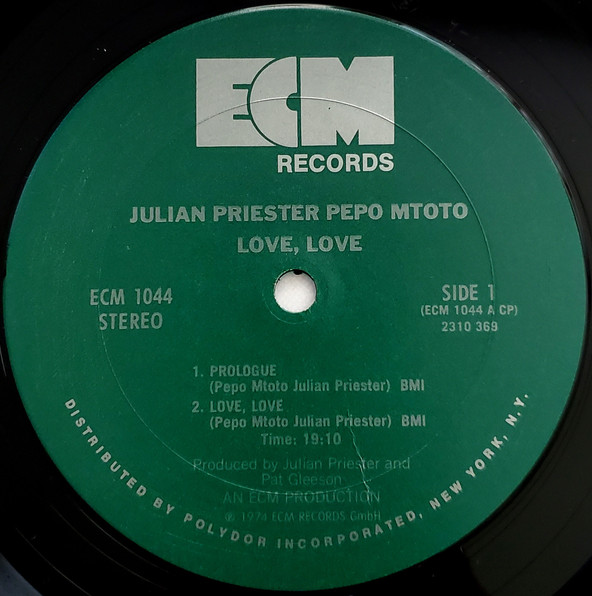 ECM
RECORDS
JULIAN PRIESTER PEPO MTOTO
LOVE, LOVE
ECM 1044
STEREO
SIDE 1
(ECM 1044 A CP)
2310 369
1. PROLOGUE
(Pepo Mtoto Julian Priester) BMI
2. LOVE, LOVE
(Pepo Mtoto Julian Priester) BMI
Time: 19:10
Produced by Julian Priester and
Pat Gleeson
AN ECM PRODUCTION
℗ 1974 ECM RECORDS GmbH
DISTRIBUTED BY POLYDOR INCORPORATED, NEW YORK, N.Y.